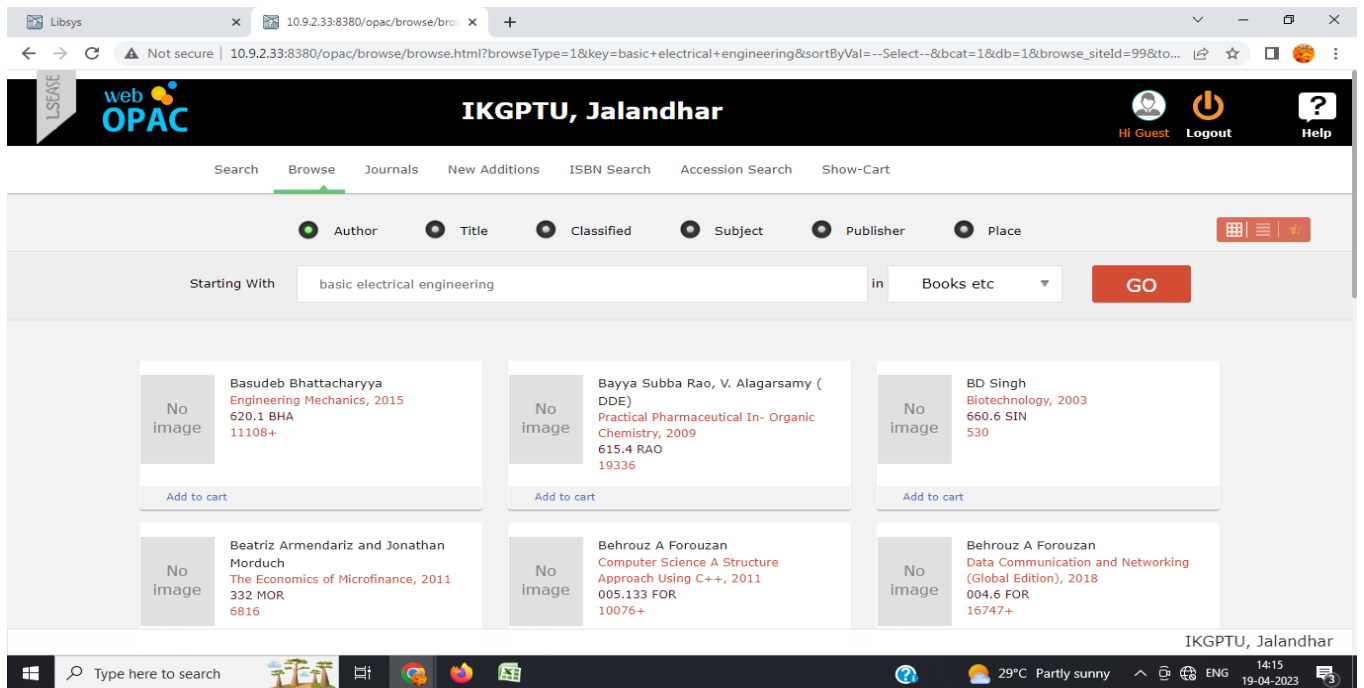 Libsys
10.9.2.33:8380/opac/browse/bro
Not secure 10.9.2.33:8380/opac/browse/browse.html?browseType=1&key=basic+electrical+engineering&sortByVal=--Select--&bcat=1&db=1&browse_siteId=99&to...
LSEASE
web OPAC
IKGPTU, Jalandhar
Hi Guest Logout Help
Search Browse Journals New Additions ISBN Search Accession Search Show-Cart
Author Title Classified Subject Publisher Place
Starting With basic electrical engineering in Books etc GO
No image
Basudeb Bhattacharyya
Engineering Mechanics, 2015
620.1 BHA
11108+
Add to cart
No image
Bayya Subba Rao, V. Alagarsamy (
DDE)
Practical Pharmaceutical In- Organic
Chemistry, 2009
615.4 RAO
19336
Add to cart
No image
BD Singh
Biotechnology, 2003
660.6 SIN
530
Add to cart
No image
Beatriz Armendariz and Jonathan
Morduch
The Economics of Microfinance, 2011
332 MOR
6816
No image
Behrouz A Forouzan
Computer Science A Structure
Approach Using C++, 2011
005.133 FOR
10076+
No image
Behrouz A Forouzan
Data Communication and Networking
(Global Edition), 2018
004.6 FOR
16747+
IKGPTU, Jalandhar
Type here to search
29°C Partly sunny
ENG
14:15
19-04-2023
3